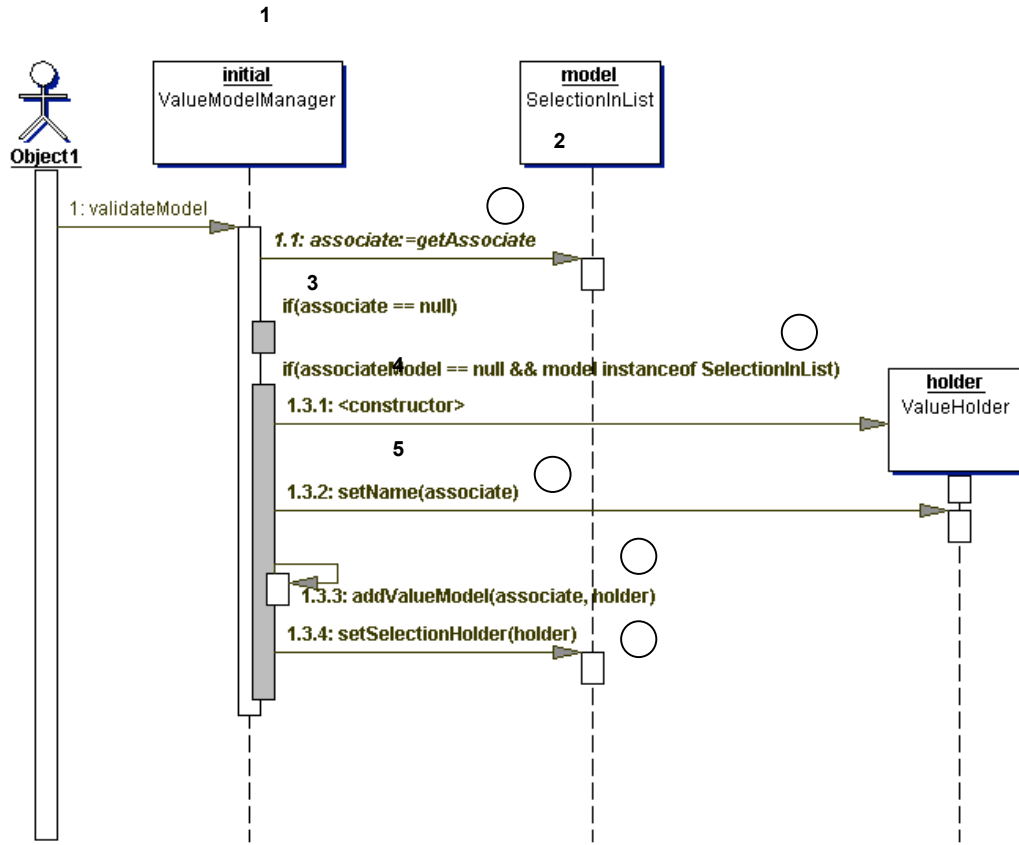 1
initial
ValueModelManager
model
SelectionInList
2
Object1
1: validateModel
1.1: associate:=getAssociate
3
if(associate == null)
4
if(associateModel == null && model instanceof SelectionInList)
holder
ValueHolder
1.3.1: <constructor>
5
1.3.2: setName(associate)
1.3.3: addValueModel(associate, holder)
1.3.4: setSelectionHolder(holder)